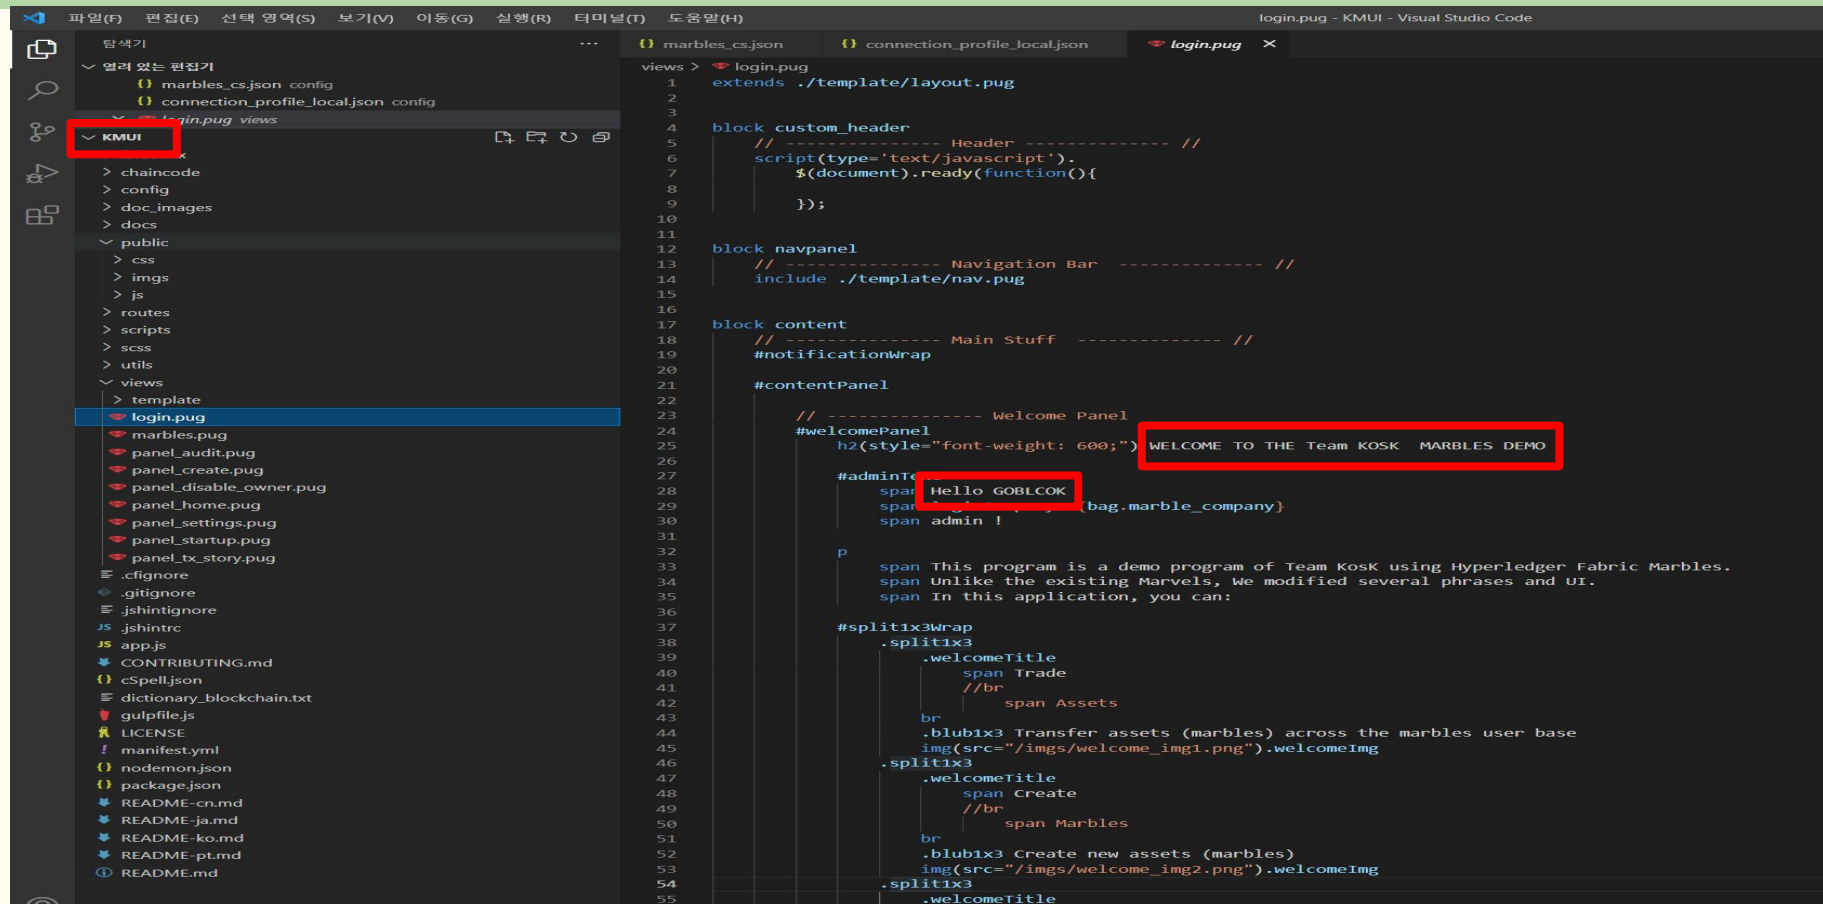 파일(F) 편집(E) 선택 영역(S) 보기(V) 이동(G) 실행(R) 터미널(T) 도움말(H) login.pug - KMUI - Visual Studio Code
탐색기 ...
열려 있는 편집기
{} marbles_cs.json config
{} connection_profile_local.json config
login.pug views
KMUI
> chaincode
> config
> doc_images
> docs
public
> css
> imgs
> js
> routes
> scripts
> scss
> utils
views
> template
login.pug
marbles.pug
panel_audit.pug
panel_create.pug
panel_disable_owner.pug
panel_home.pug
panel_settings.pug
panel_startup.pug
panel_tx_story.pug
.cfignore
.gitignore
.jshintignore
JS .jshintrc
JS app.js
CONTRIBUTING.md
{} cSpell.json
dictionary_blockchain.txt
gulpfile.js
LICENSE
! manifest.yml
{} nodemon.json
{} package.json
README-cn.md
README-ja.md
README-ko.md
README-pt.md
README.md
{} marbles_cs.json {} connection_profile_local.json login.pug ×
views > login.pug
1 extends ./template/layout.pug
2
3
4 block custom_header
5 // --------------- Header -------------- //
6 script(type='text/javascript').
7 $(document).ready(function(){
8
9 });
10
11
12 block navpanel
13 // --------------- Navigation Bar -------------- //
14 include ./template/nav.pug
15
16
17 block content
18 // --------------- Main Stuff -------------- //
19 #notificationWrap
20
21 #contentPanel
22
23 // --------------- Welcome Panel
24 #welcomePanel
25 h2(style="font-weight: 600;") WELCOME TO THE Team KOSK MARBLES DEMO
26
27 #adminTe
28 span Hello GOBLCOK
29 span {bag.marble_company}
30 span admin !
31
32 p
33 span This program is a demo program of Team KosK using Hyperledger Fabric Marbles.
34 span Unlike the existing Marvels, We modified several phrases and UI.
35 span In this application, you can:
36
37 #split1x3Wrap
38 .split1x3
39 .welcomeTitle
40 span Trade
41 //br
42 span Assets
43 br
44 .blub1x3 Transfer assets (marbles) across the marbles user base
45 img(src="/imgs/welcome_img1.png").welcomeImg
46 .split1x3
47 .welcomeTitle
48 span Create
49 //br
50 span Marbles
51 br
52 .blub1x3 Create new assets (marbles)
53 img(src="/imgs/welcome_img2.png").welcomeImg
54 .split1x3
55 .welcomeTitle